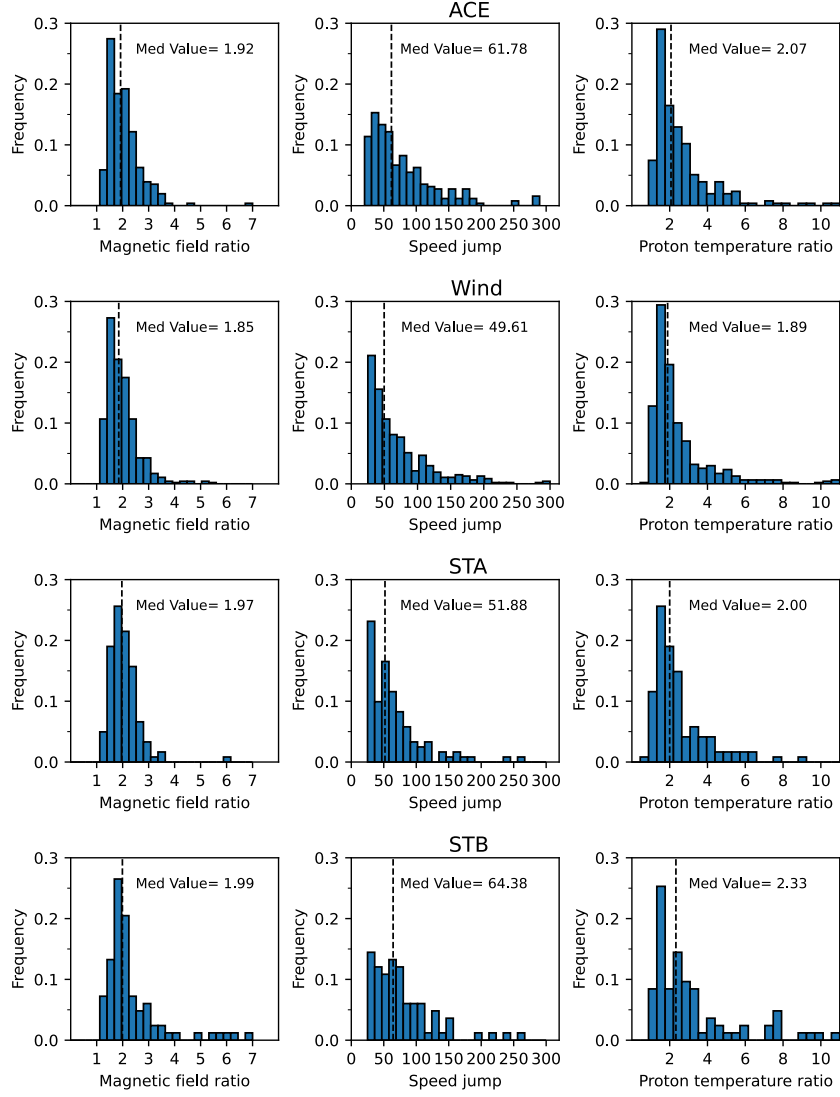 ACE
0.3
0.2
0.1
0.0
Frequency
Med Value= 1.92
1 2 3 4 5 6 7
Magnetic field ratio
0.3
0.2
0.1
0.0
Frequency
Med Value= 61.78
0 50 100 150 200 250 300
Speed jump
0.3
0.2
0.1
0.0
Frequency
Med Value= 2.07
2 4 6 8 10
Proton temperature ratio
Wind
0.3
0.2
0.1
0.0
Frequency
Med Value= 1.85
1 2 3 4 5 6 7
Magnetic field ratio
0.3
0.2
0.1
0.0
Frequency
Med Value= 49.61
0 50 100 150 200 250 300
Speed jump
0.3
0.2
0.1
0.0
Frequency
Med Value= 1.89
2 4 6 8 10
Proton temperature ratio
STA
0.3
0.2
0.1
0.0
Frequency
Med Value= 1.97
1 2 3 4 5 6 7
Magnetic field ratio
0.3
0.2
0.1
0.0
Frequency
Med Value= 51.88
0 50 100 150 200 250 300
Speed jump
0.3
0.2
0.1
0.0
Frequency
Med Value= 2.00
2 4 6 8 10
Proton temperature ratio
STB
0.3
0.2
0.1
0.0
Frequency
Med Value= 1.99
1 2 3 4 5 6 7
Magnetic field ratio
0.3
0.2
0.1
0.0
Frequency
Med Value= 64.38
0 50 100 150 200 250 300
Speed jump
0.3
0.2
0.1
0.0
Frequency
Med Value= 2.33
2 4 6 8 10
Proton temperature ratio